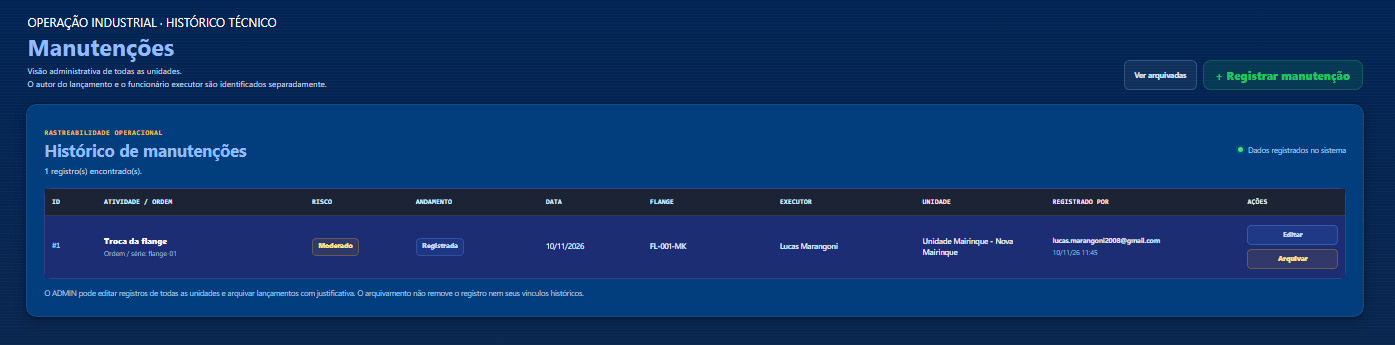 OPERAÇÃO INDUSTRIAL · HISTÓRICO TÉCNICO
Manutenções
Visão administrativa de todas as unidades.
O autor do lançamento e o funcionário executor são identificados separadamente.
Ver arquivadas
+ Registrar manutenção
RASTREABILIDADE OPERACIONAL
Histórico de manutenções
Dados registrados no sistema
1 registro(s) encontrado(s).
ID ATIVIDADE / ORDEM RISCO ANDAMENTO DATA FLANGE EXECUTOR UNIDADE REGISTRADO POR AÇÕES
#1 Troca da flange Moderado Registrada 10/11/2026 FL-001-MK Lucas Marangoni Unidade Mairinque - Nova lucas.marangoni2008@gmail.com Editar
Ordem / série: flange-01 Mairinque 10/11/26 11:45 Arquivar
O ADMIN pode editar registros de todas as unidades e arquivar lançamentos com justificativa. O arquivamento não remove o registro nem seus vínculos históricos.